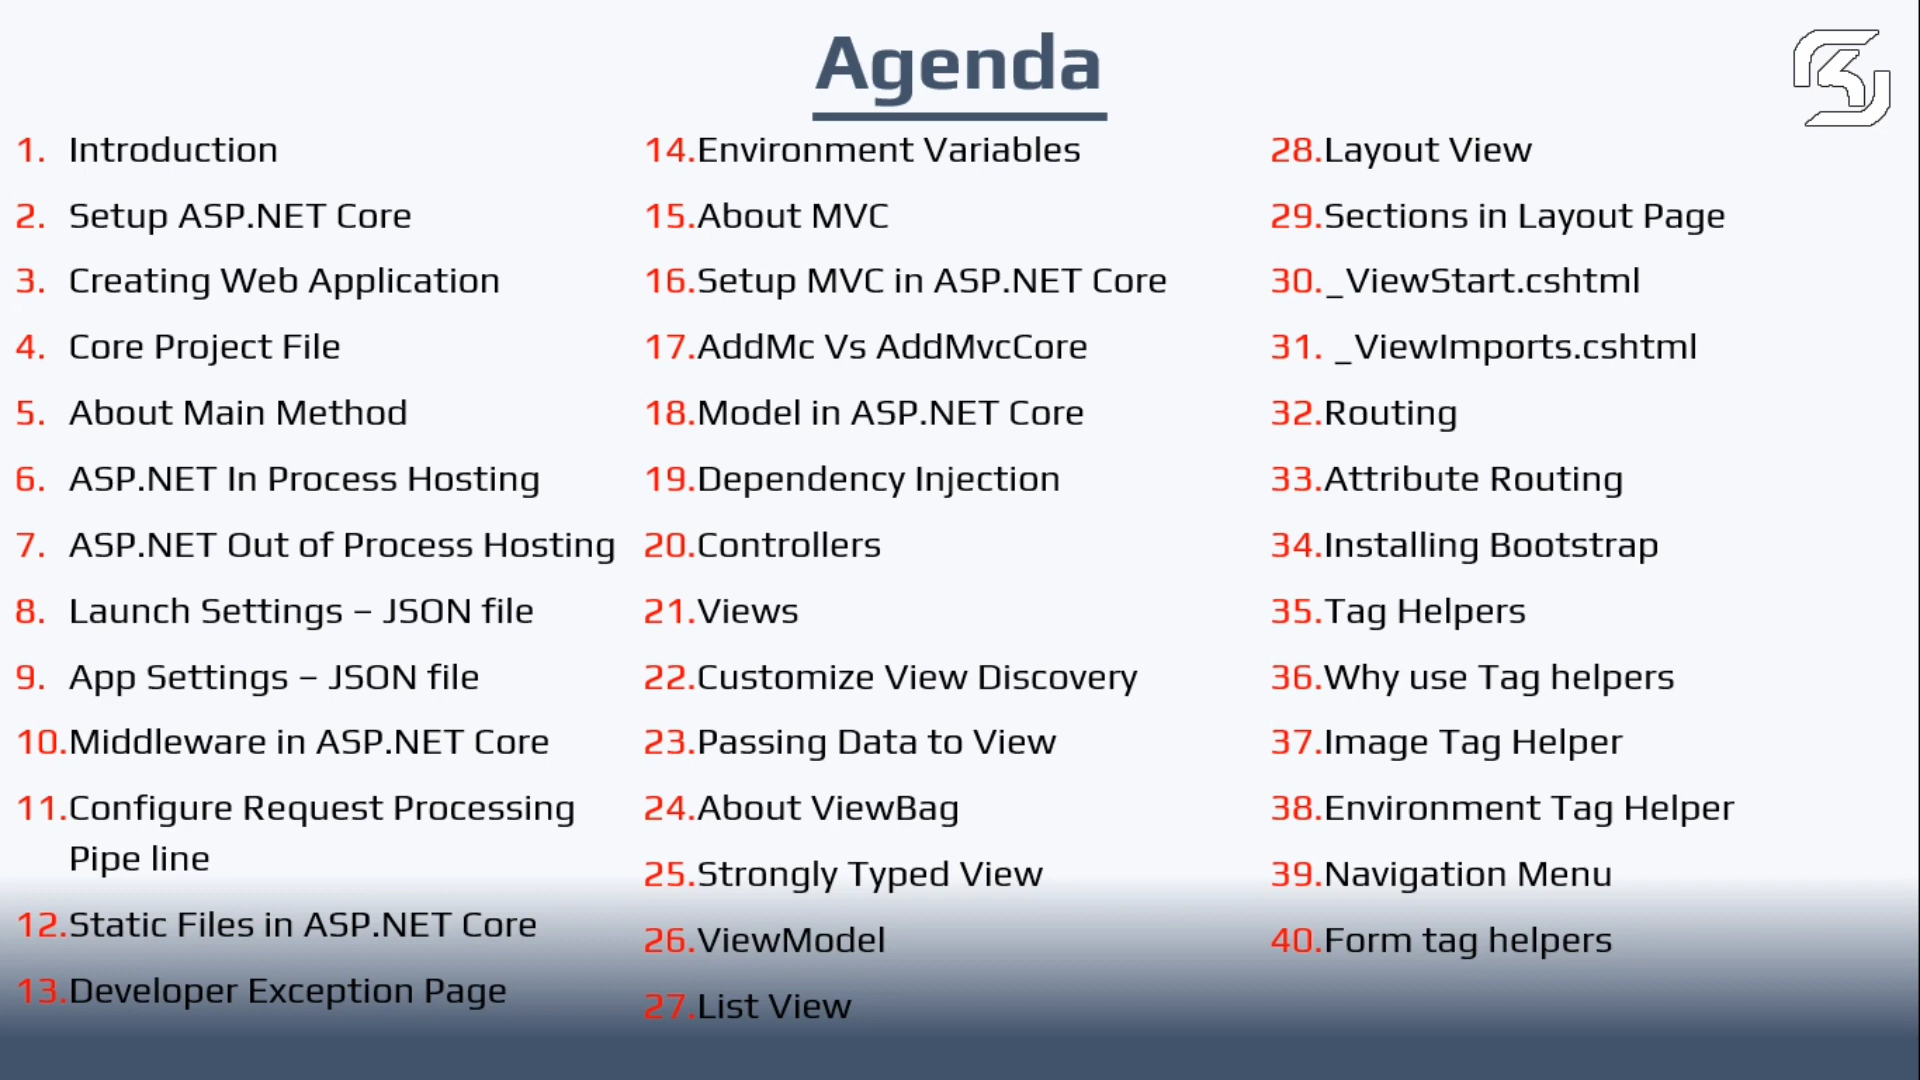 Agenda
1. Introduction
2. Setup ASP.NET Core
3. Creating Web Application
4. Core Project File
5. About Main Method
6. ASP.NET In Process Hosting
7. ASP.NET Out of Process Hosting
8. Launch Settings – JSON file
9. App Settings – JSON file
10.Middleware in ASP.NET Core
11.Configure Request Processing
Pipe line
12.Static Files in ASP.NET Core
13.Developer Exception Page
14.Environment Variables
15.About MVC
16.Setup MVC in ASP.NET Core
17.AddMc Vs AddMvcCore
18.Model in ASP.NET Core
19.Dependency Injection
20.Controllers
21.Views
22.Customize View Discovery
23.Passing Data to View
24.About ViewBag
25.Strongly Typed View
26.ViewModel
27.List View
28.Layout View
29.Sections in Layout Page
30._ViewStart.cshtml
31. _ViewImports.cshtml
32.Routing
33.Attribute Routing
34.Installing Bootstrap
35.Tag Helpers
36.Why use Tag helpers
37.Image Tag Helper
38.Environment Tag Helper
39.Navigation Menu
40.Form tag helpers